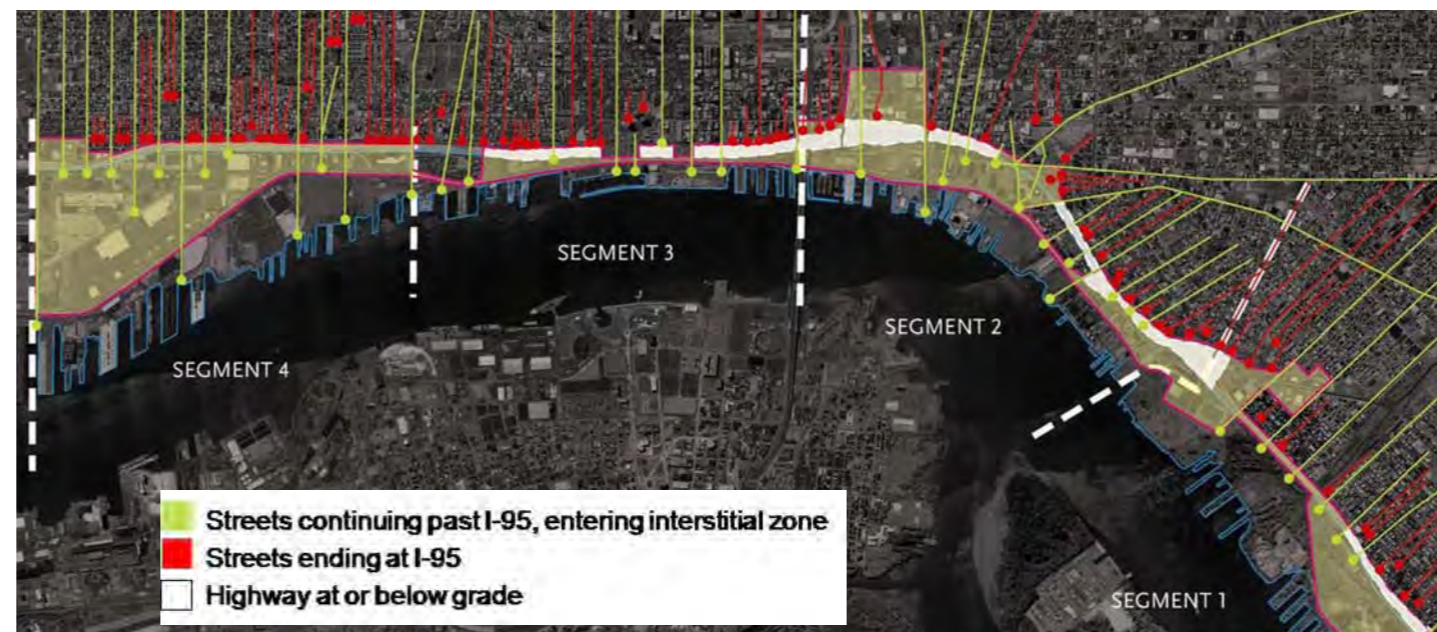 SEGMENT 3
SEGMENT 2
SEGMENT 4
SEGMENT 1
Streets continuing past I-95, entering interstitial zone
Streets ending at I-95
Highway at or below grade